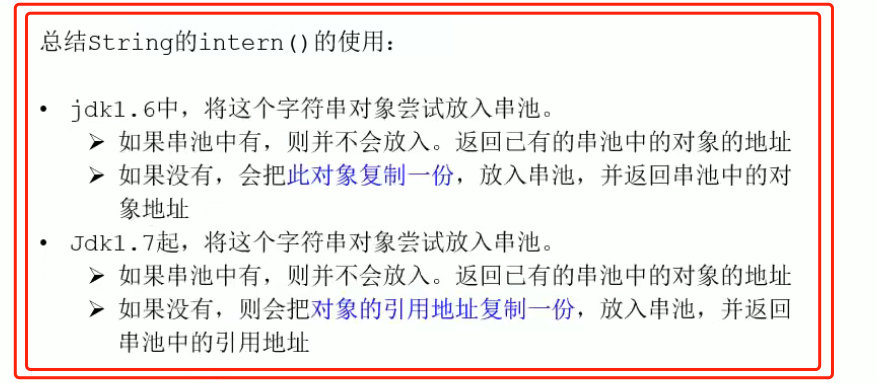 总结String的intern()的使用：
• jdk1.6中，将这个字符串对象尝试放入串池。
➢ 如果串池中有，则并不会放入。返回已有的串池中的对象的地址
➢ 如果没有，会把此对象复制一份，放入串池，并返回串池中的对
象地址
• Jdk1.7起，将这个字符串对象尝试放入串池。
➢ 如果串池中有，则并不会放入。返回已有的串池中的对象的地址
➢ 如果没有，则会把对象的引用地址复制一份，放入串池，并返回
串池中的引用地址